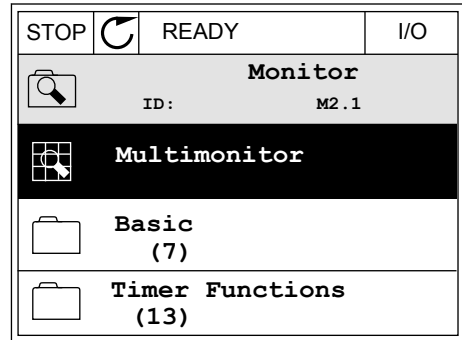 STOP READY I/O
Monitor
ID: M2.1
Multimonitor
Basic
(7)
Timer Functions
(13)